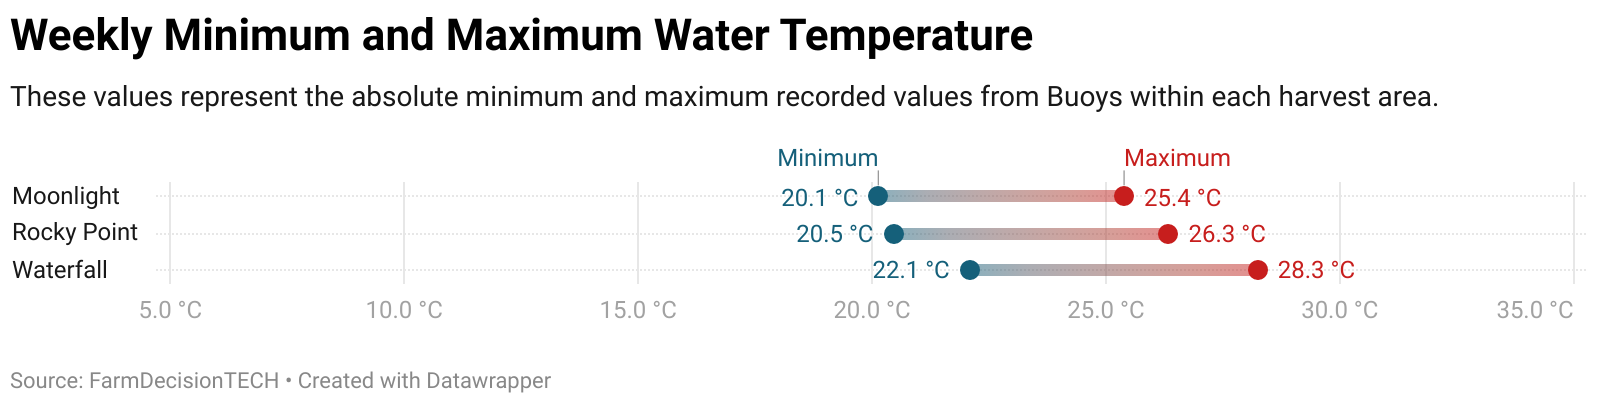 Weekly Minimum and Maximum Water Temperature
These values represent the absolute minimum and maximum recorded values from Buoys within each harvest area.
Minimum Maximum
Moonlight 20.1 °C 25.4 °C
Rocky Point 20.5 °C 26.3 °C
Waterfall 22.1 °C 28.3 °C
5.0 °C 10.0 °C 15.0 °C 20.0 °C 25.0 °C 30.0 °C 35.0 °C
Source: FarmDecisionTECH • Created with Datawrapper